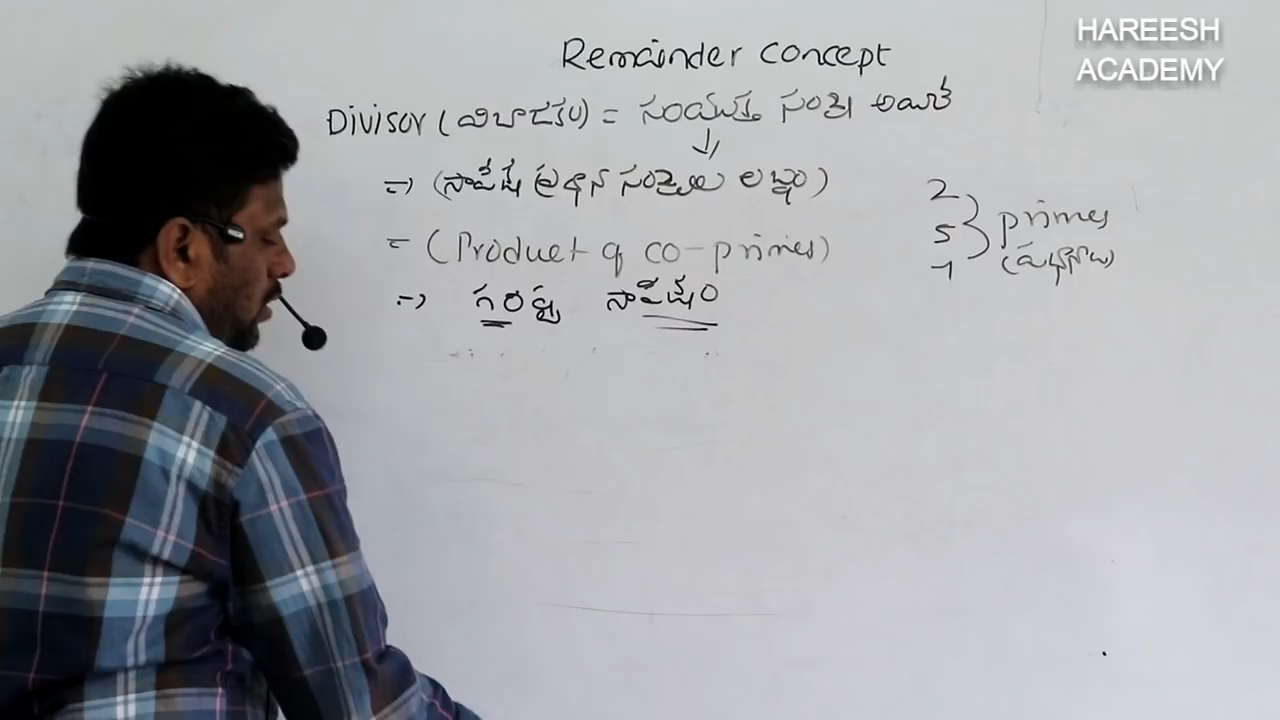 HAREESH
ACADEMY
Remainder concept
Divisor (విబాజకం) = సంయుక్త సంఖ్య అయితే
=> (సాపేక్ష ప్రధాన సంఖ్యల లబ్దం)
= (Product of co-primes)
=> గరిష్ట సాపేక్షం
2
5
7
primes
(ప్రధానాలు)